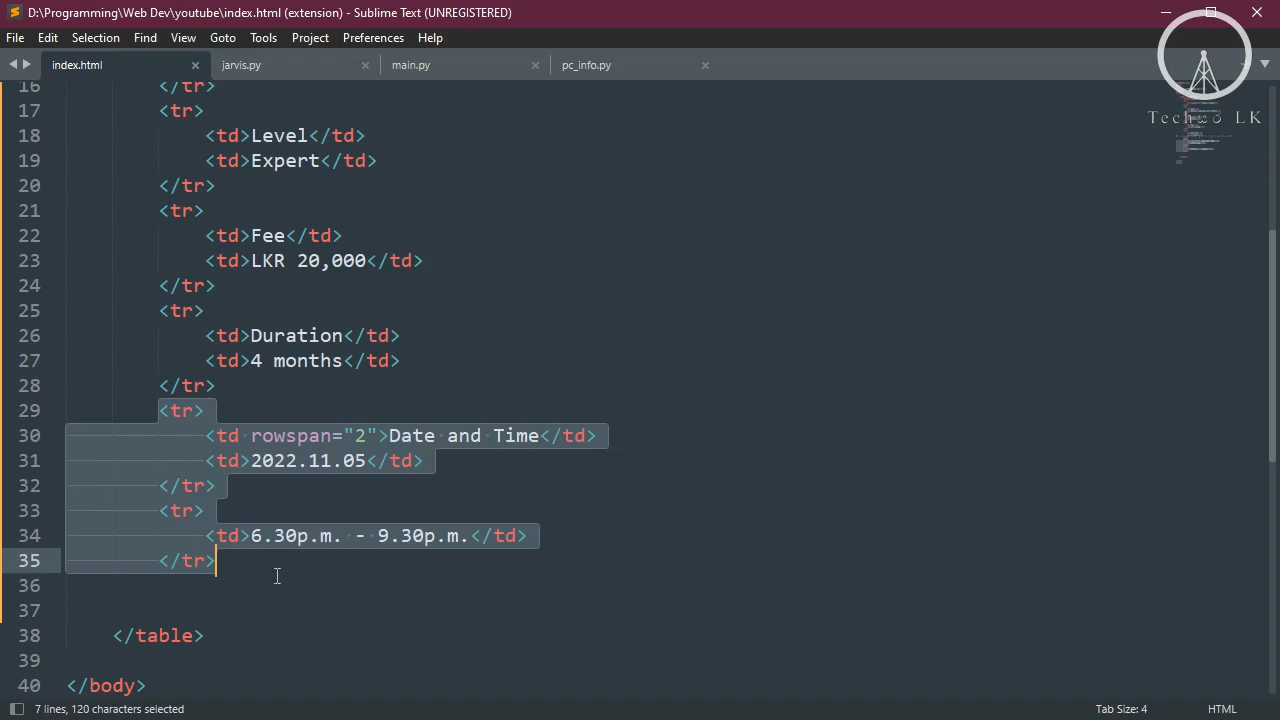 D:\Programming\Web Dev\youtube\index.html (extension) - Sublime Text (UNREGISTERED)
File Edit Selection Find View Goto Tools Project Preferences Help
index.html jarvis.py main.py pc_info.py
LK
16 </tr>
17 <tr>
18 <td>Level</td>
19 <td>Expert</td>
20 </tr>
21 <tr>
22 <td>Fee</td>
23 <td>LKR 20,000</td>
24 </tr>
25 <tr>
26 <td>Duration</td>
27 <td>4 months</td>
28 </tr>
29 <tr>
30 <td rowspan="2">Date and Time</td>
31 <td>2022.11.05</td>
32 </tr>
33 <tr>
34 <td>6.30p.m. - 9.30p.m.</td>
35 </tr>
36
37
38 </table>
39
40 </body>
7 lines, 120 characters selected
Tab Size: 4 HTML